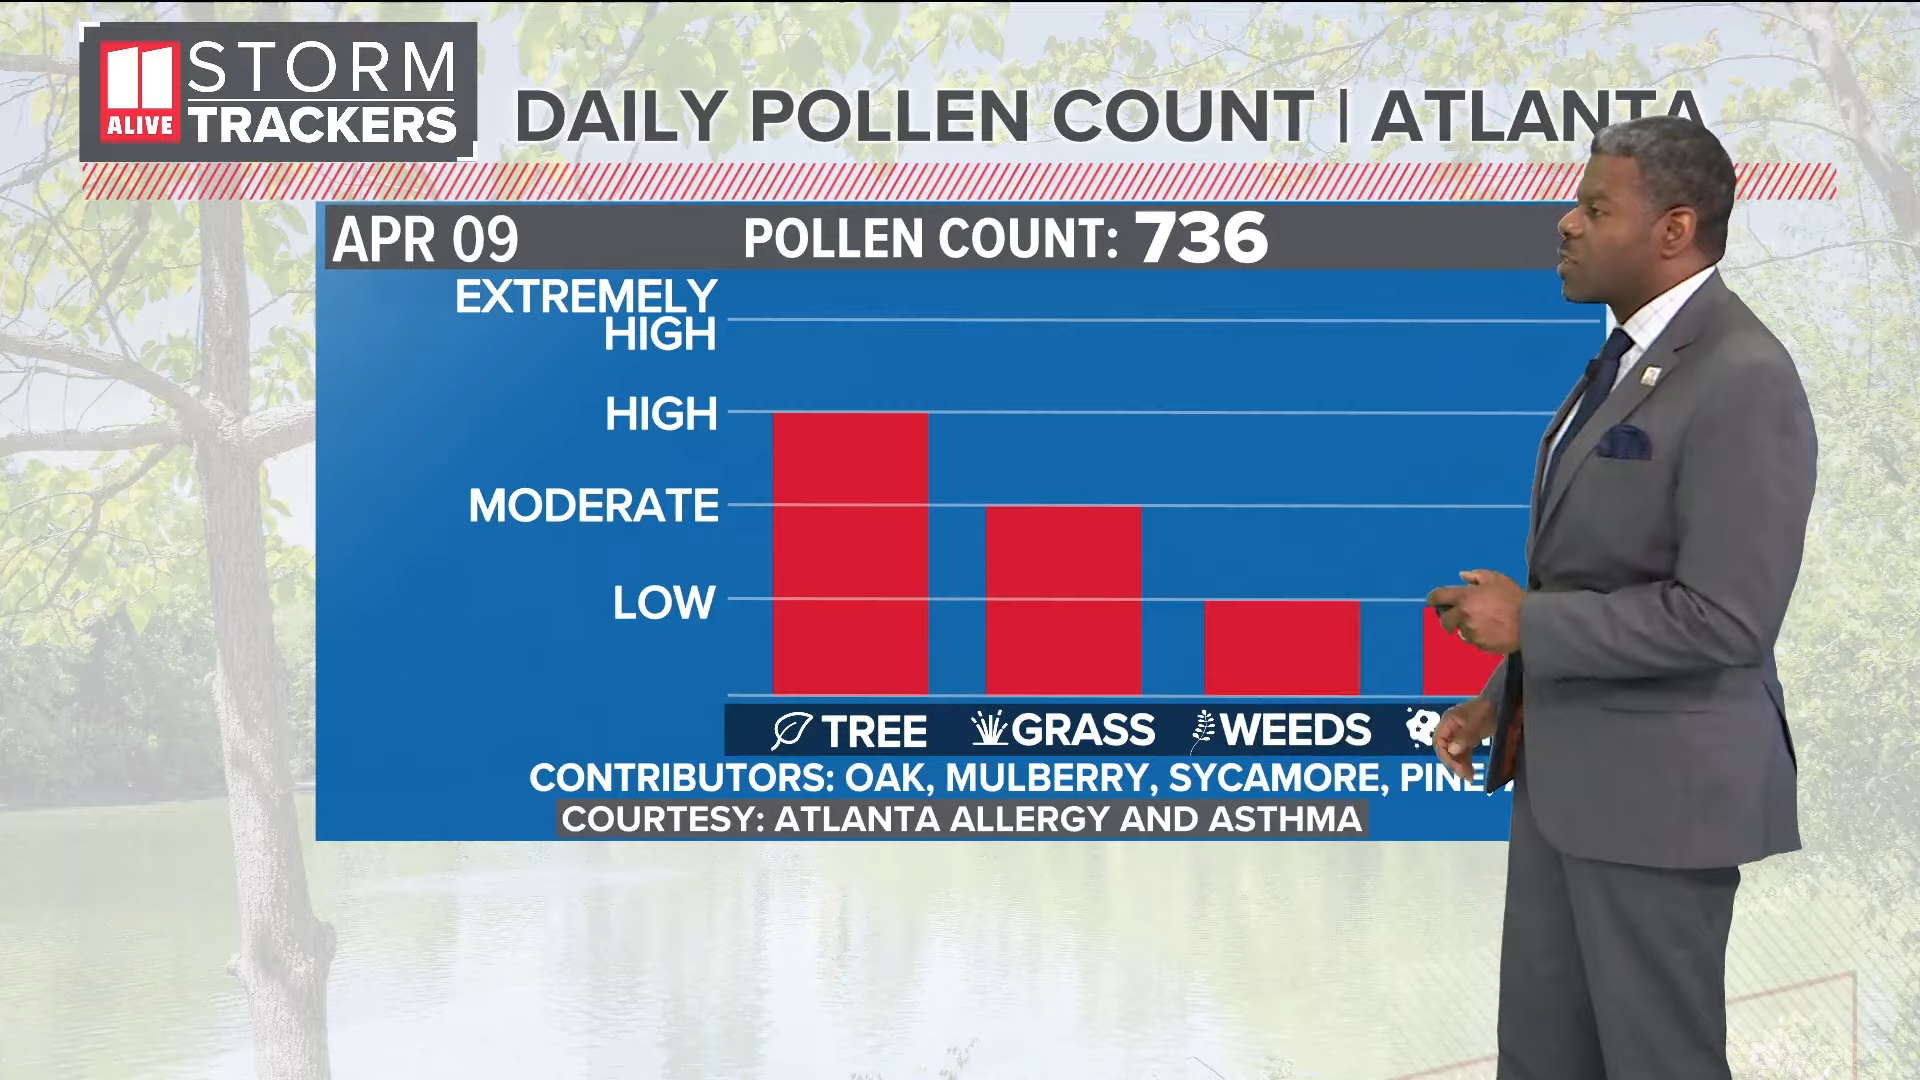 11 ALIVE
STORM
TRACKERS
DAILY POLLEN COUNT | ATLANTA
APR 09
POLLEN COUNT: 736
EXTREMELY
HIGH
HIGH
MODERATE
LOW
TREE
GRASS
WEEDS
CONTRIBUTORS: OAK, MULBERRY, SYCAMORE, PINE,
COURTESY: ATLANTA ALLERGY AND ASTHMA